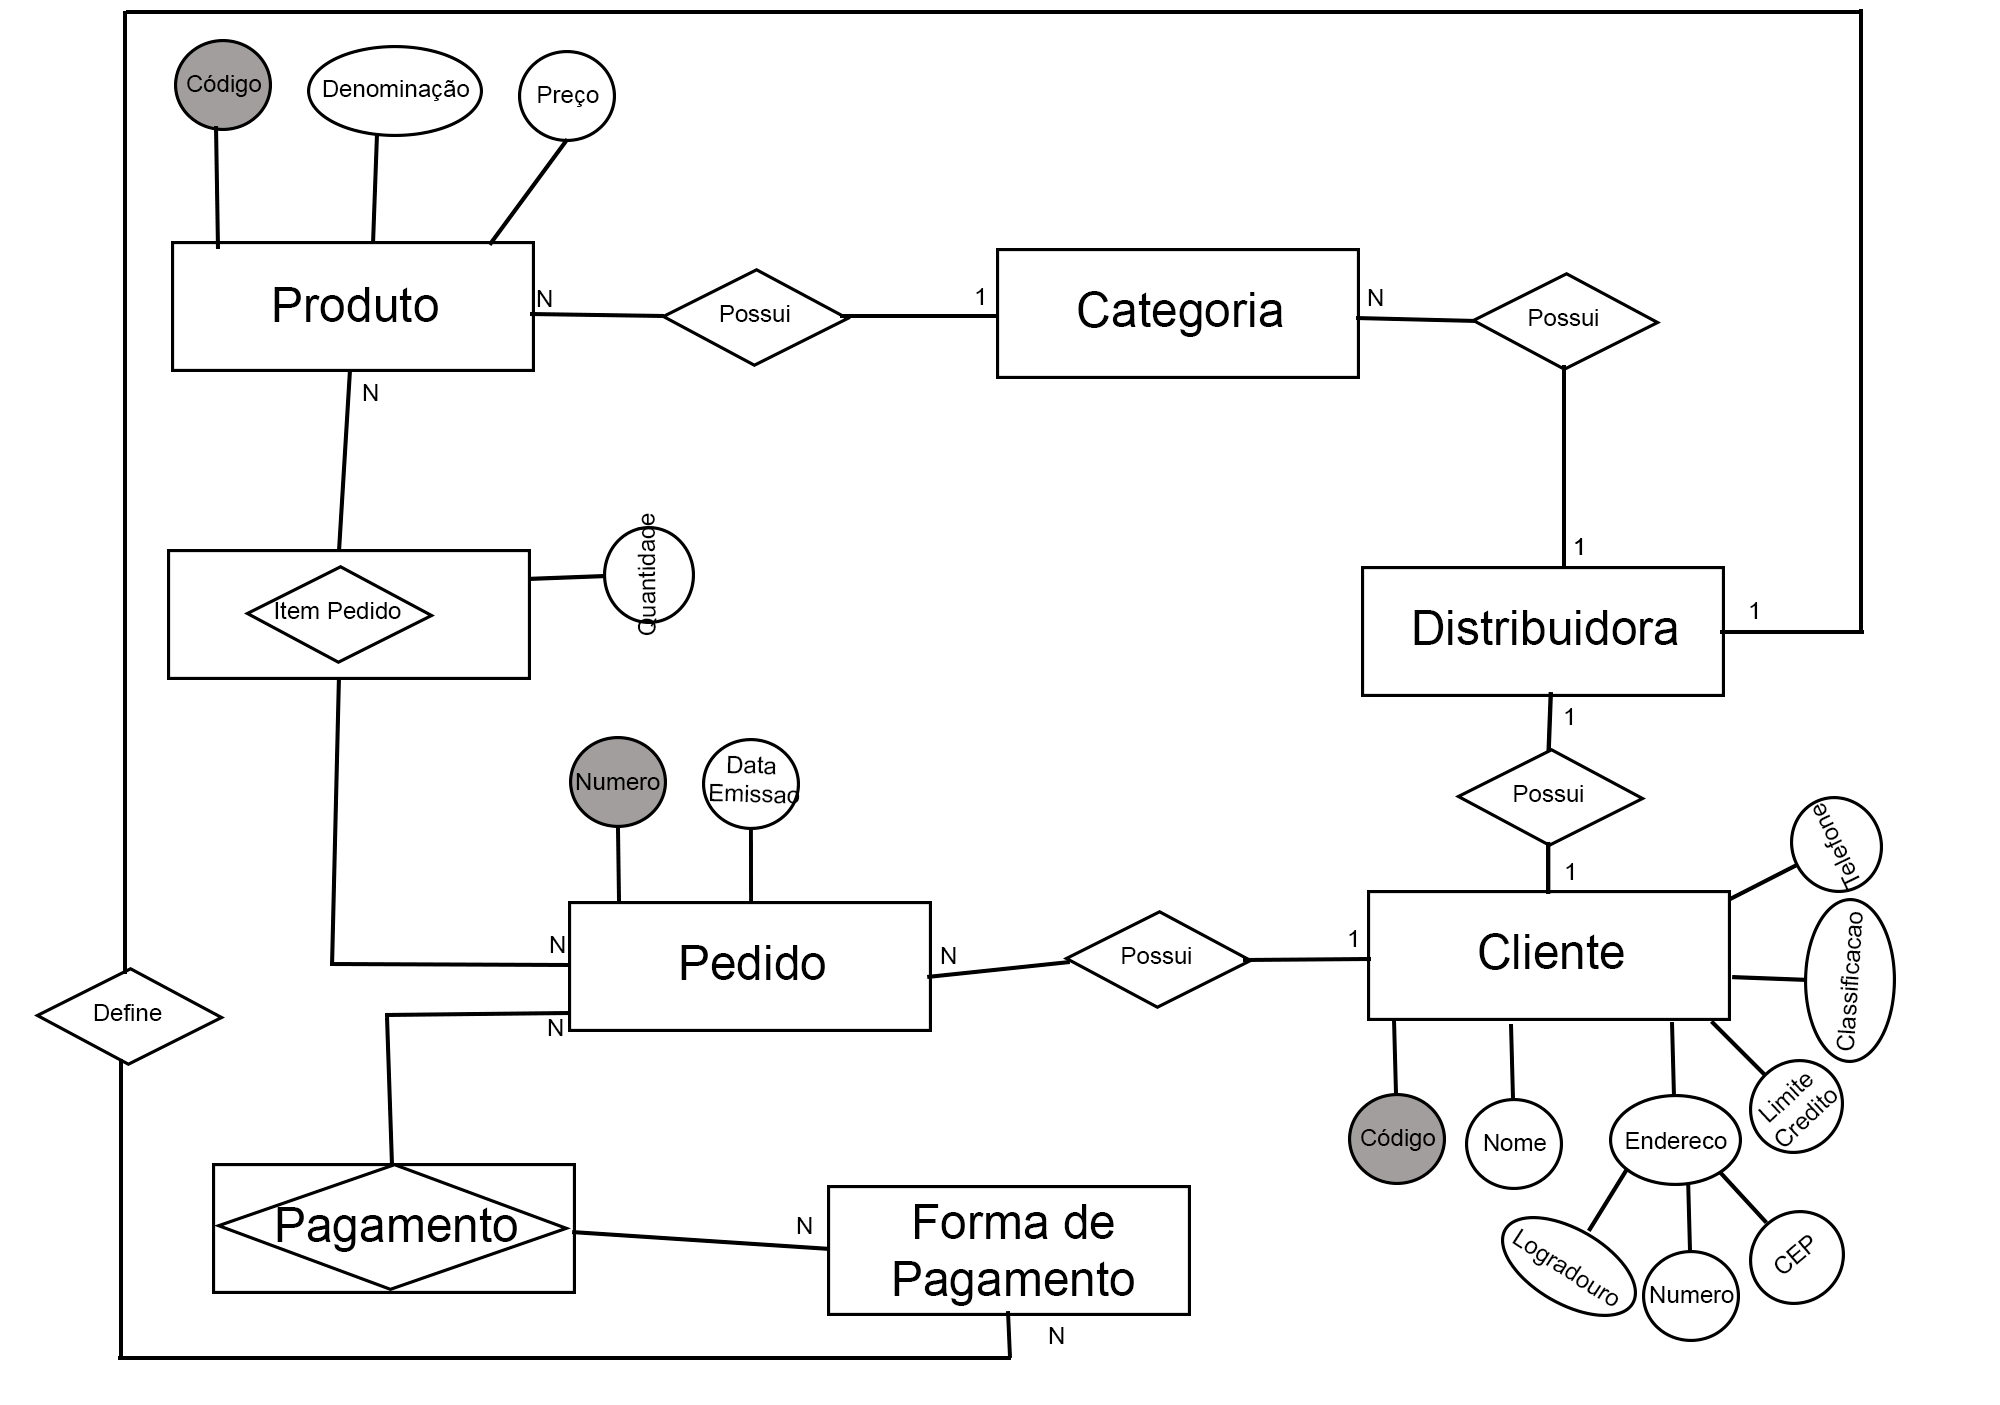 Código
Denominação
Preço
Produto
N
Possui
1
Categoria
N
Possui
N
1
Item Pedido
Quantidade
Distribuidora
1
1
Numero
Data
Emissao
Possui
1
Telefone
N
Pedido
N
Possui
1
Cliente
Classificacao
Define
N
Limite
Credito
Código
Nome
Endereco
Pagamento
N
Forma de
Pagamento
Logradouro
Numero
CEP
N